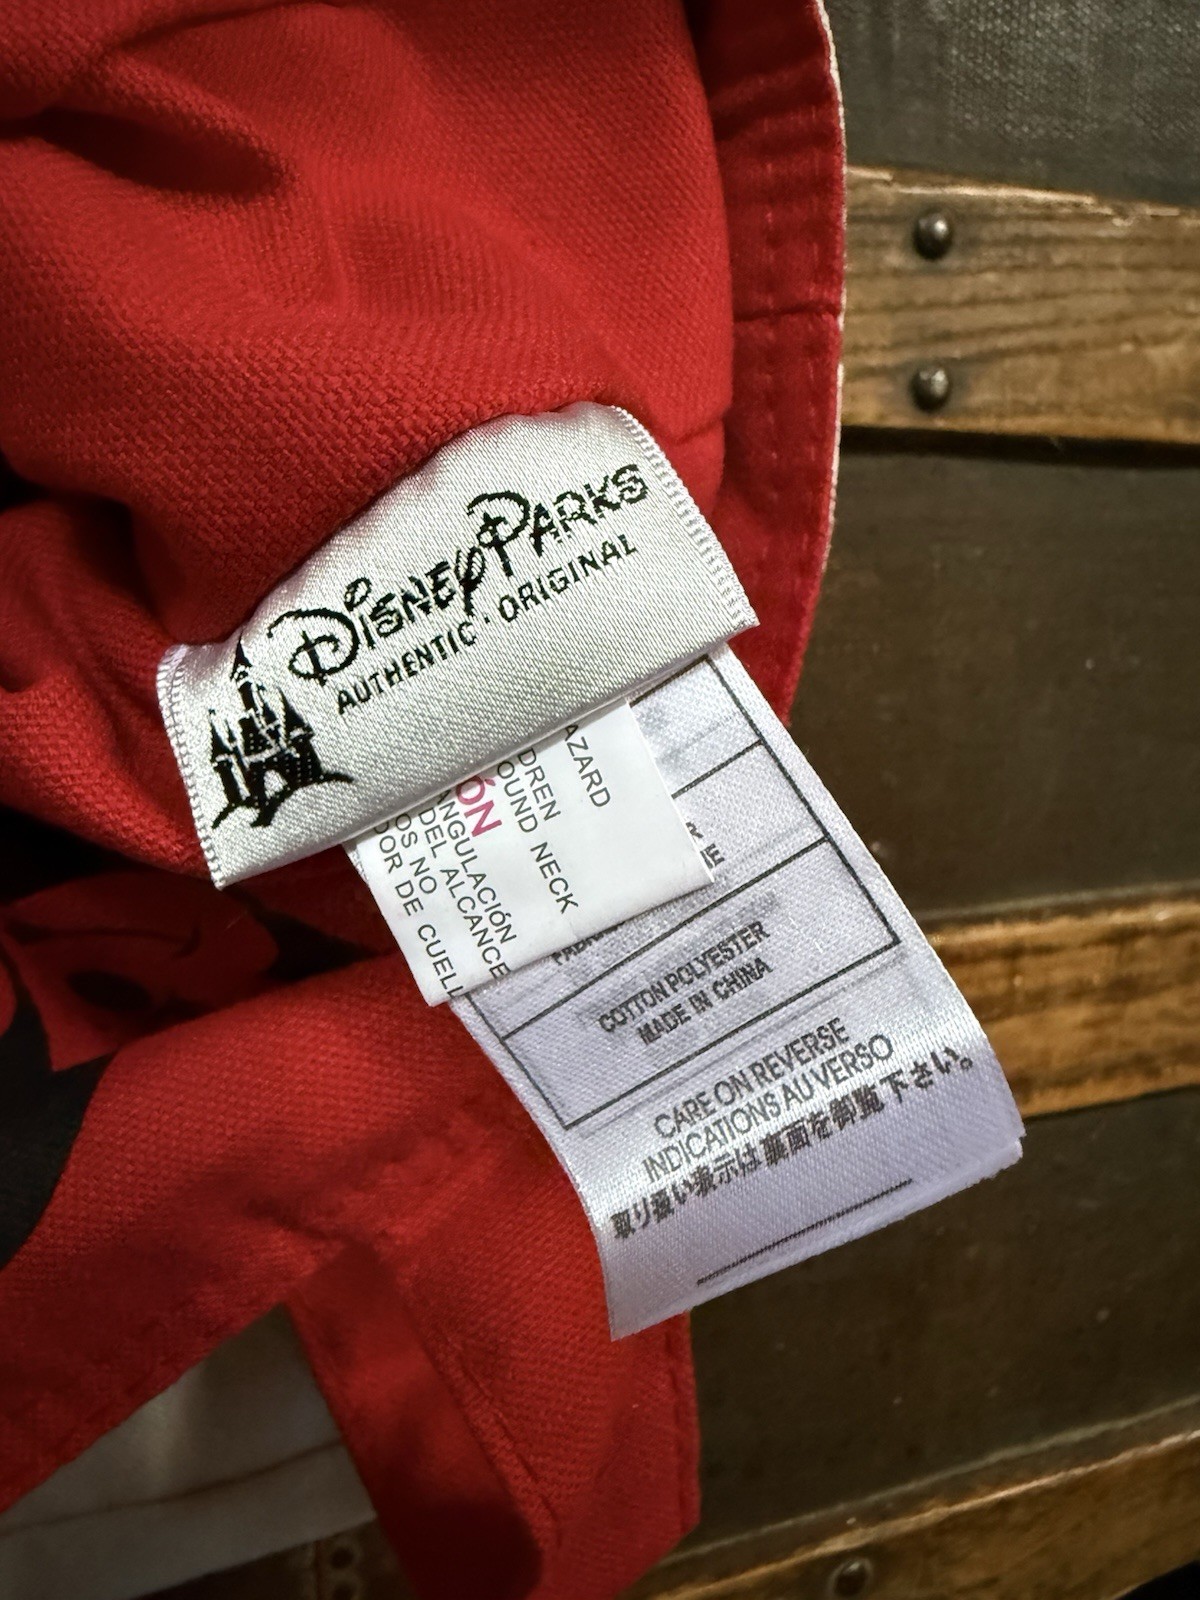 DISNEY PARKS
AUTHENTIC · ORIGINAL
AZARD
DREN
OUND NECK
ÓN
ANGULACIÓN
DEL ALCANCE
OS NO
DOR DE CUELL
COTTON POLYESTER
MADE IN CHINA
CARE ON REVERSE
INDICATIONS AU VERSO
取り扱い表示は裏面を御覧下さい。